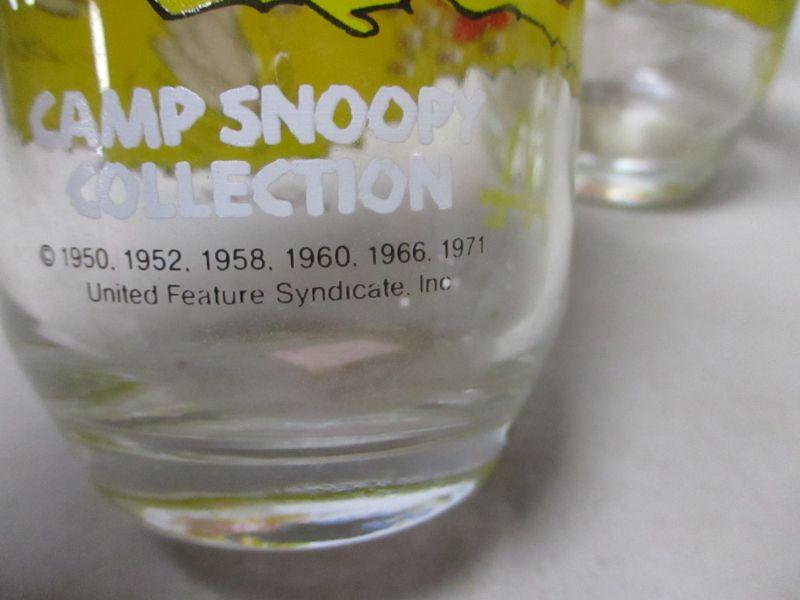 CAMP SNOOPY
COLLECTION
© 1950, 1952, 1958, 1960, 1966, 1971
United Feature Syndicate, Inc